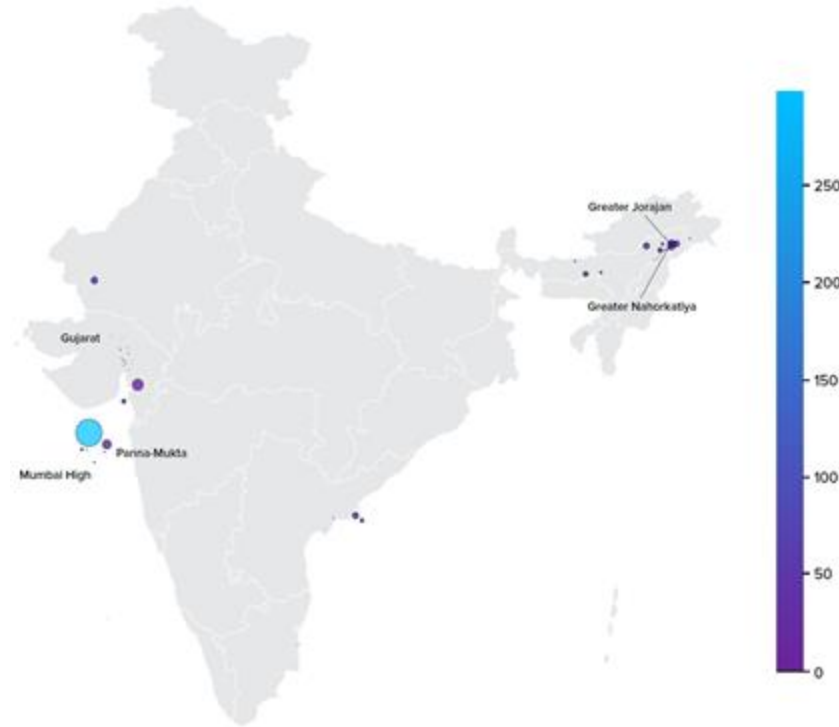 250
Greater Jorajan
200
Greater Nahorkatiya
Gujarat
150
Panna-Mukta
Mumbai High
100
50
0